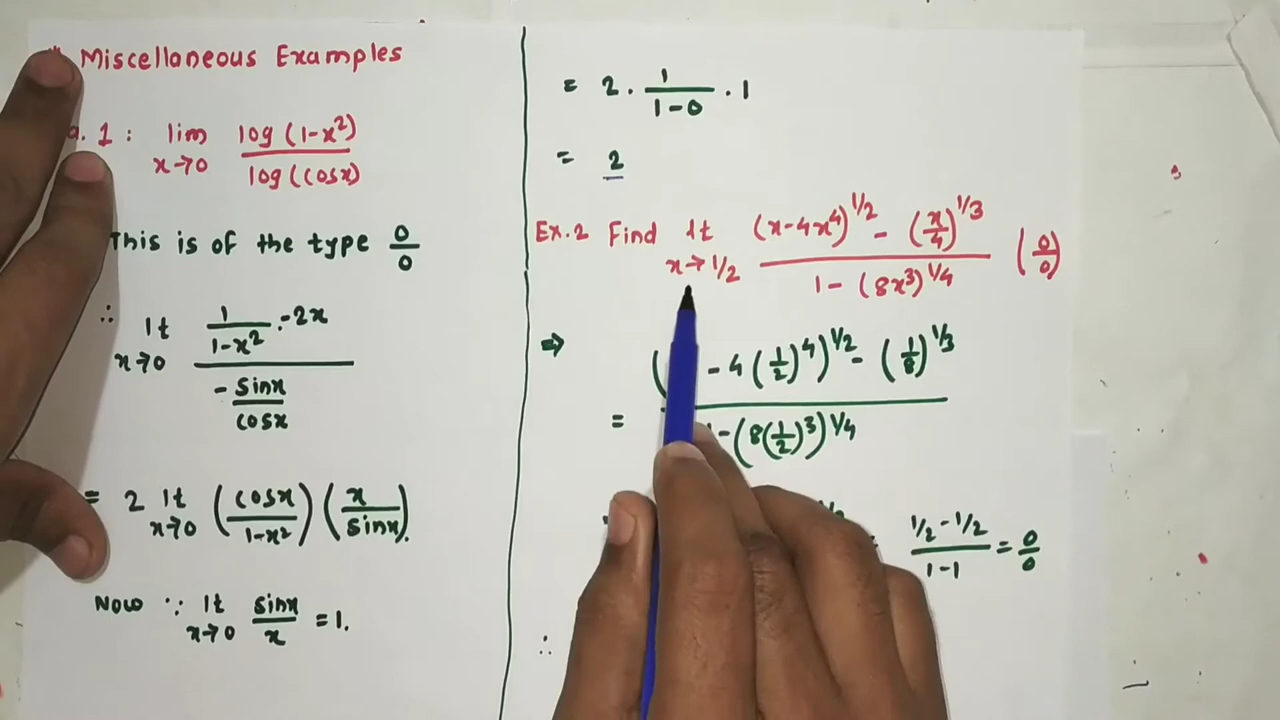 Miscellaneous Examples
a. 1 : lim x→0 log (1-x²) / log (cosx)
This is of the type 0/0
∴ lt x→0 (1/(1-x²) · -2x) / (-sinx/cosx)
= 2 lt x→0 (cosx/(1-x²)) (x/sinx).
Now ∵ lt x→0 sinx/x = 1.
= 2 · 1/(1-0) · 1
= 2
Ex.2 Find lt x→1/2 ((x-4x⁴)^1/2 - (x/4)^1/3) / (1 - (8x³)^1/4) (0/0)
⇒
= ( - 4 (1/2)⁴)^1/2 - (1/8)^1/3 / 1-(8(1/2)³)^1/4
= (1/2 - 1/2)/(1-1) = 0/0
∴